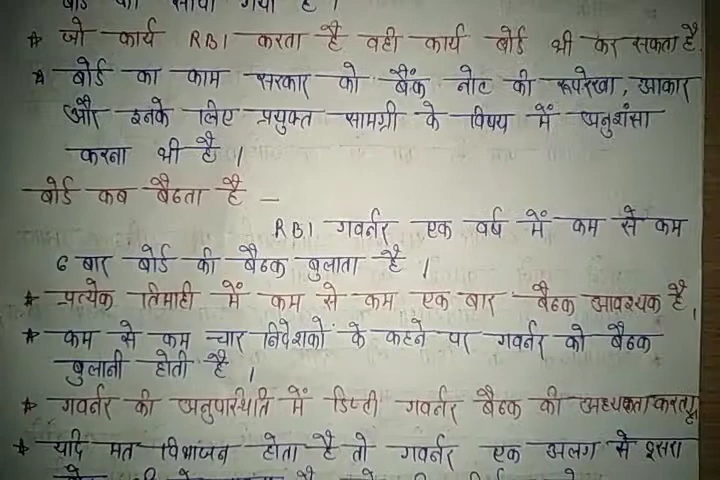 बोर्ड को सौंपा गया है ।
* जो कार्य RBI करता है वही कार्य बोर्ड भी कर सकता है.
* बोर्ड का काम सरकार को बैंक नोट की रूपरेखा, आकार
और इनके लिए प्रयुक्त सामग्री के विषय में अनुशंसा
करना भी है ।
बोर्ड कब बैठता है –
RBI गवर्नर एक वर्ष में कम से कम
6 बार बोर्ड की बैठक बुलाता है ।
* प्रत्येक तिमाही में कम से कम एक बार बैठक आवश्यक है,
* कम से कम चार निदेशको के कहने पर गवर्नर को बैठक
बुलानी होती है ।
* गवर्नर की अनुपस्थिति में डिप्टी गवर्नर बैठक की अध्यक्षता करता है
* यदि मत विभाजन होता है तो गवर्नर एक अलग से दूसरा